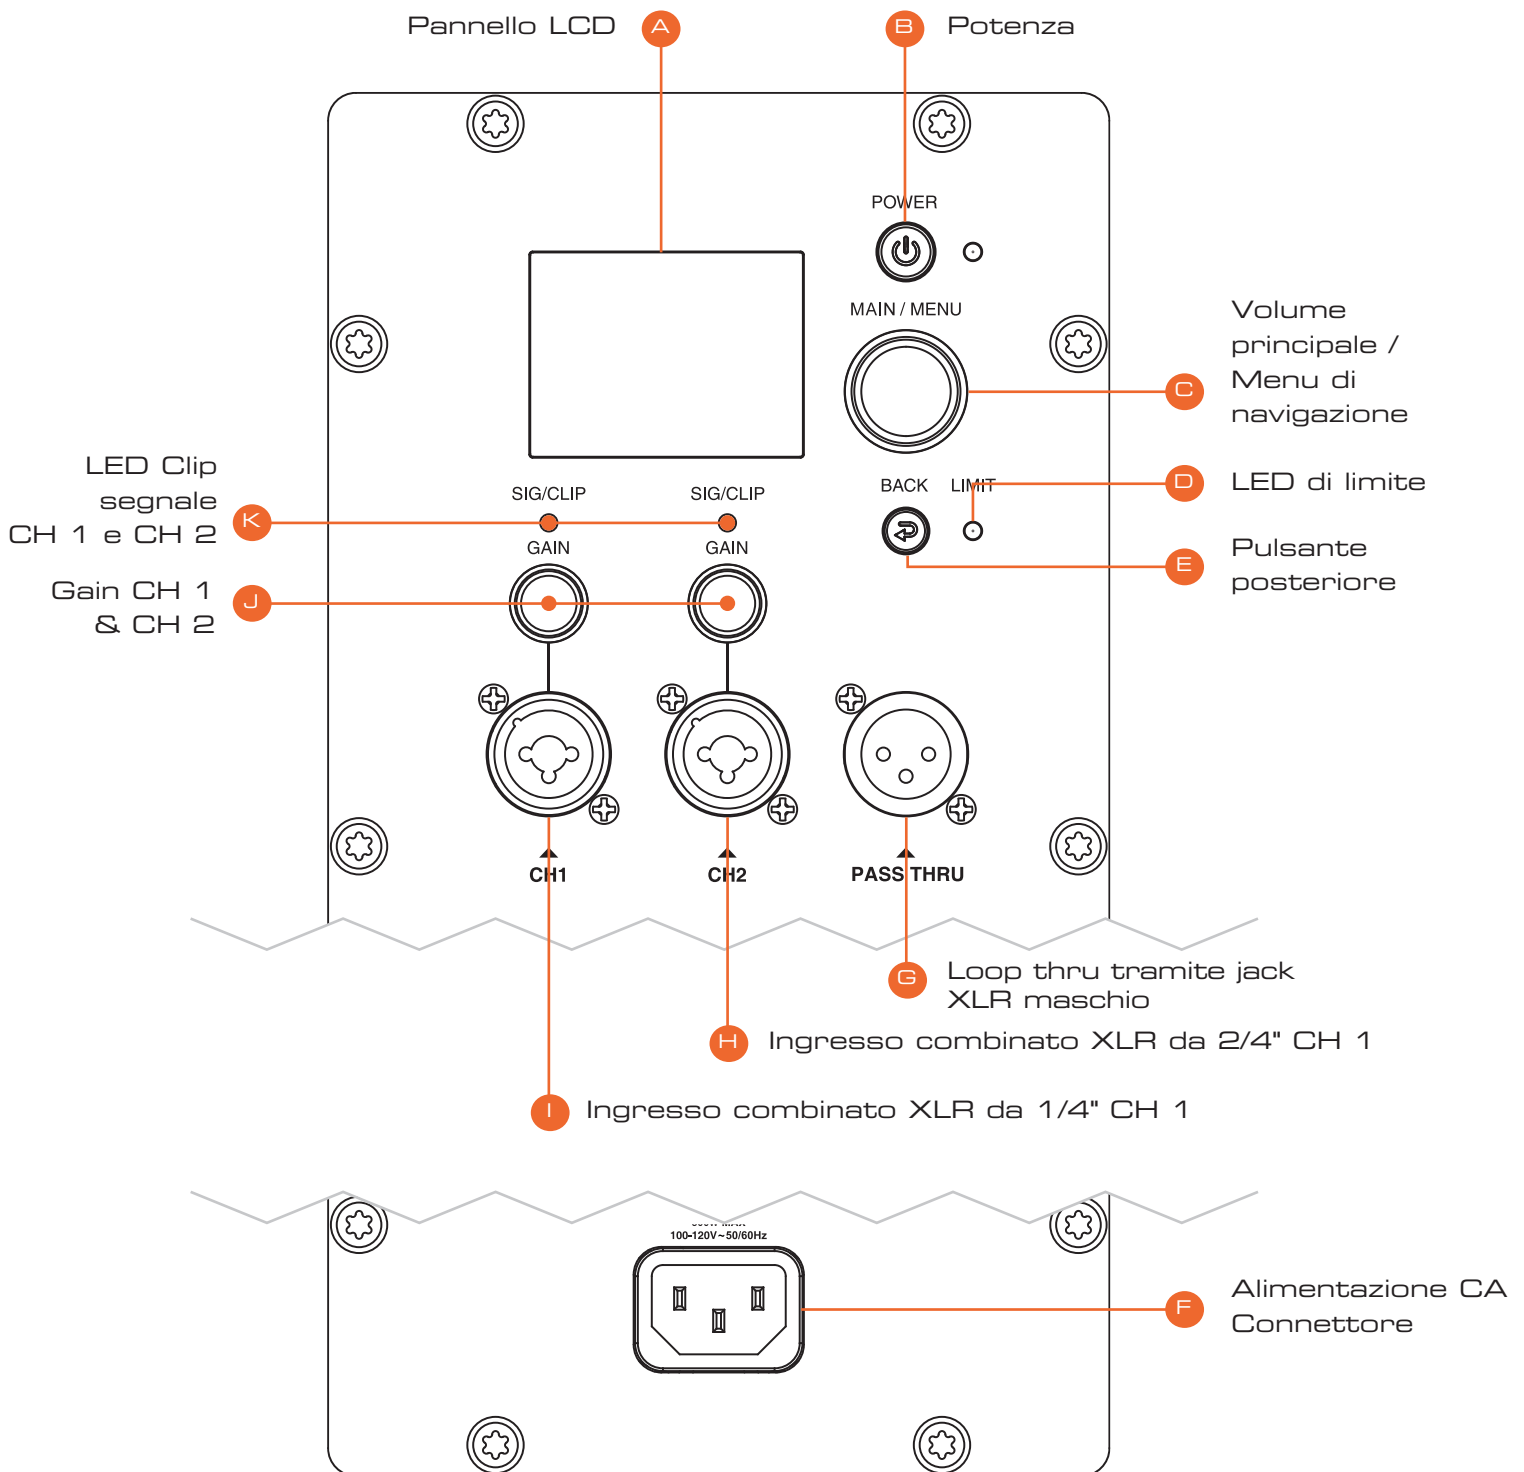 Pannello LCD
A
B
Potenza
POWER
MAIN / MENU
Volume
principale /
Menu di
navigazione
C
LED Clip
segnale
CH 1 e CH 2
K
SIG/CLIP
SIG/CLIP
BACK
LIMIT
D
LED di limite
GAIN
GAIN
E
Pulsante
posteriore
Gain CH 1
& CH 2
J
CH1
CH2
PASS THRU
G
Loop thru tramite jack
XLR maschio
H
Ingresso combinato XLR da 2/4" CH 1
I
Ingresso combinato XLR da 1/4" CH 1
100-120V~50/60Hz
F
Alimentazione CA
Connettore